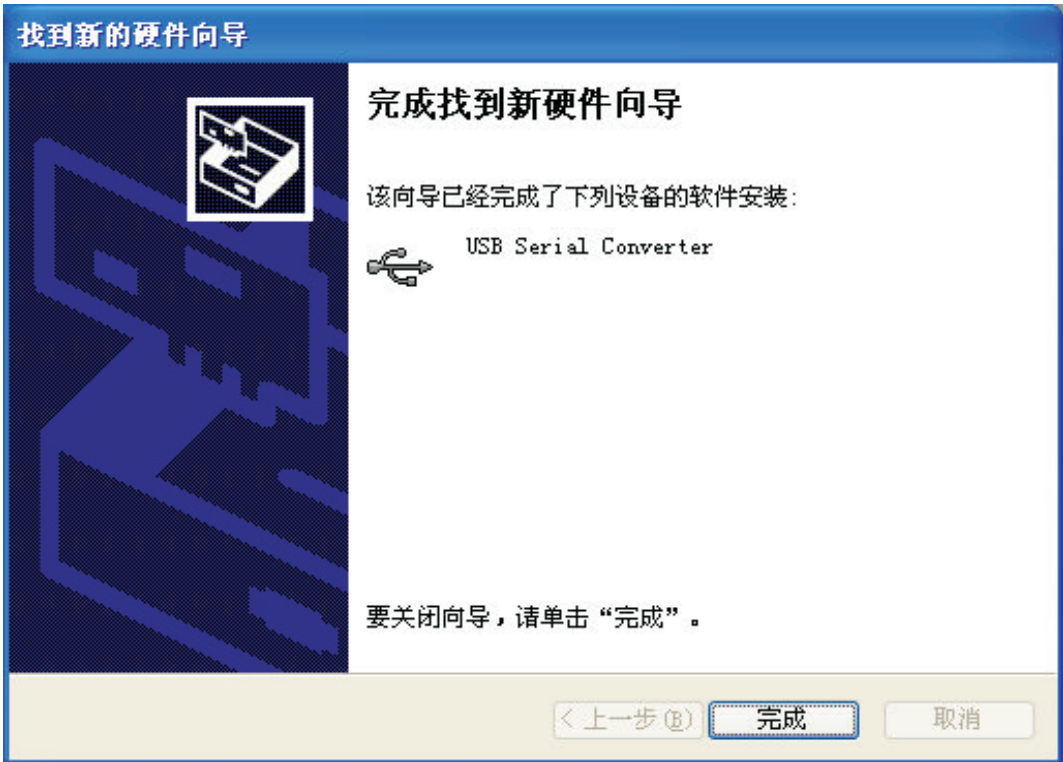 找到新的硬件向导
完成找到新硬件向导
该向导已经完成了下列设备的软件安装:
USB Serial Converter
要关闭向导，请单击“完成”。
< 上一步(B)
完成
取消